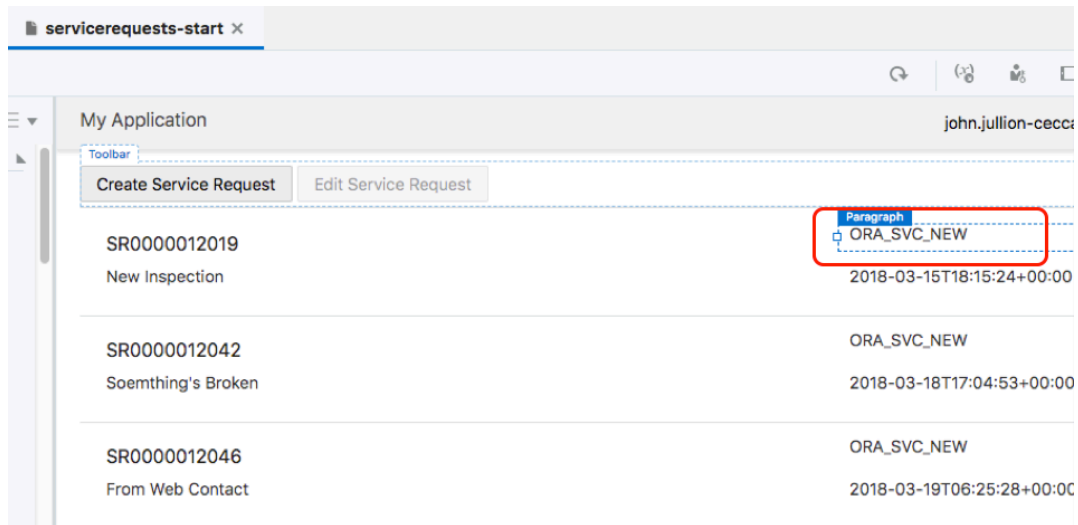 servicerequests-start
My Application
john.jullion-cecca
Toolbar
Create Service Request Edit Service Request
Paragraph
SR0000012019 ORA_SVC_NEW
New Inspection 2018-03-15T18:15:24+00:00
SR0000012042 ORA_SVC_NEW
Soemthing's Broken 2018-03-18T17:04:53+00:00
SR0000012046 ORA_SVC_NEW
From Web Contact 2018-03-19T06:25:28+00:00